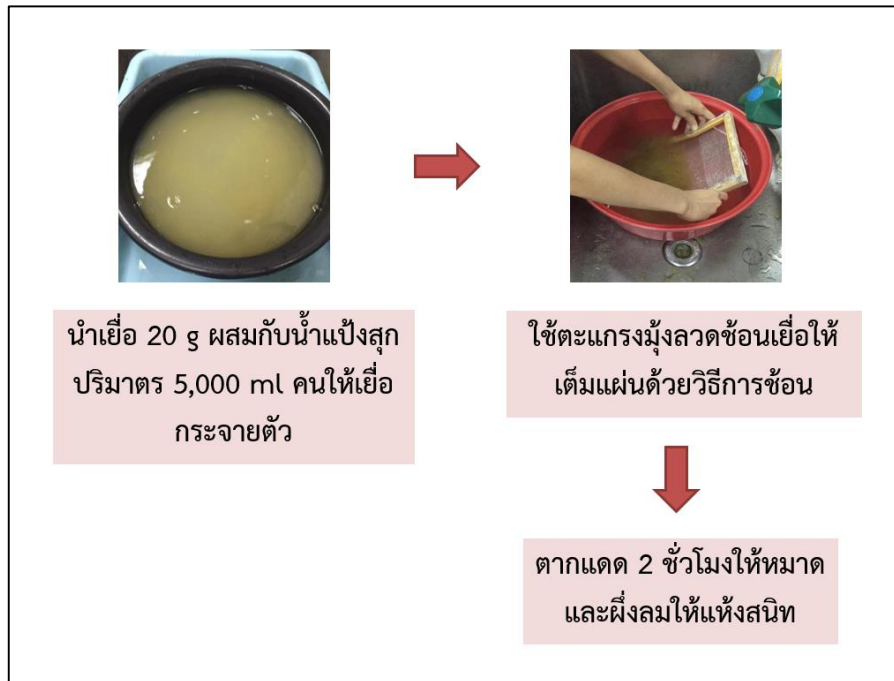 นำเยื่อ 20 g ผสมกับน้ำแป้งสุก
ปริมาตร 5,000 ml คนให้เยื่อ
กระจายตัว
ใช้ตะแกรงมุ้งลวดช้อนเยื่อให้
เต็มแผ่นด้วยวิธีการช้อน
ตากแดด 2 ชั่วโมงให้หมาด
และผึ่งลมให้แห้งสนิท